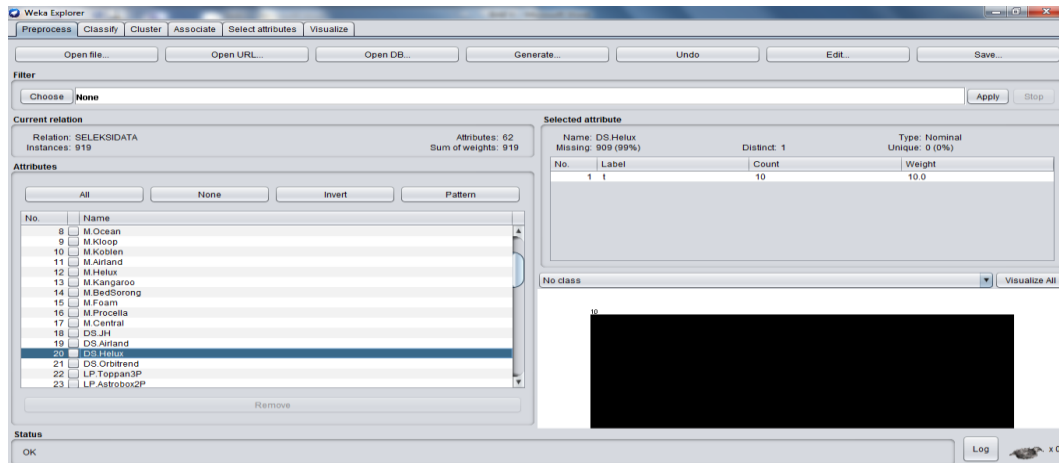 Weka Explorer
Preprocess Classify Cluster Associate Select attributes Visualize
Open file... Open URL... Open DB... Generate... Undo Edit... Save...
Filter
Choose None Apply Stop
Current relation
Relation: SELEKSIDATA Attributes: 62
Instances: 919 Sum of weights: 919
Attributes
All None Invert Pattern
No. Name
8 M.Ocean
9 M.Kloop
10 M.Koblen
11 M.Airland
12 M.Helux
13 M.Kangaroo
14 M.BedSorong
15 M.Foam
16 M.Procella
17 M.Central
18 DS.JH
19 DS.Airland
20 DS.Helux
21 DS.Orbitrend
22 LP.Toppan3P
23 LP.Astrobox2P
Remove
Selected attribute
Name: DS.Helux Type: Nominal
Missing: 909 (99%) Distinct: 1 Unique: 0 (0%)
No. Label Count Weight
1 t 10 10.0
No class Visualize All
10
Status
OK Log x 0